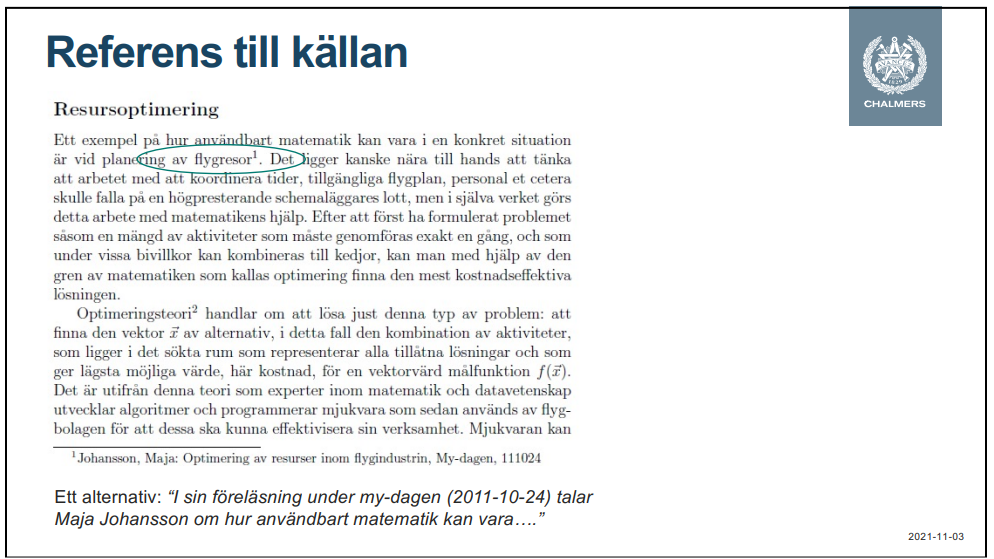 Referens till källan
AVANCEZ
1829
CHALMERS
Resursoptimering
Ett exempel på hur användbart matematik kan vara i en konkret situation
är vid planering av flygresor¹. Det ligger kanske nära till hands att tänka
att arbetet med att koordinera tider, tillgängliga flygplan, personal et cetera
skulle falla på en högpresterande schemaläggares lott, men i själva verket görs
detta arbete med matematikens hjälp. Efter att först ha formulerat problemet
såsom en mängd av aktiviteter som måste genomföras exakt en gång, och som
under vissa bivillkor kan kombineras till kedjor, kan man med hjälp av den
gren av matematiken som kallas optimering finna den mest kostnadseffektiva
lösningen.
Optimeringsteori² handlar om att lösa just denna typ av problem: att
finna den vektor x⃗ av alternativ, i detta fall den kombination av aktiviteter,
som ligger i det sökta rum som representerar alla tillåtna lösningar och som
ger lägsta möjliga värde, här kostnad, för en vektorvärd målfunktion f(x⃗).
Det är utifrån denna teori som experter inom matematik och datavetenskap
utvecklar algoritmer och programmerar mjukvara som sedan används av flyg-
bolagen för att dessa ska kunna effektivisera sin verksamhet. Mjukvaran kan
¹Johansson, Maja: Optimering av resurser inom flygindustrin, My-dagen, 111024
Ett alternativ: “I sin föreläsning under my-dagen (2011-10-24) talar
Maja Johansson om hur användbart matematik kan vara….”
2021-11-03